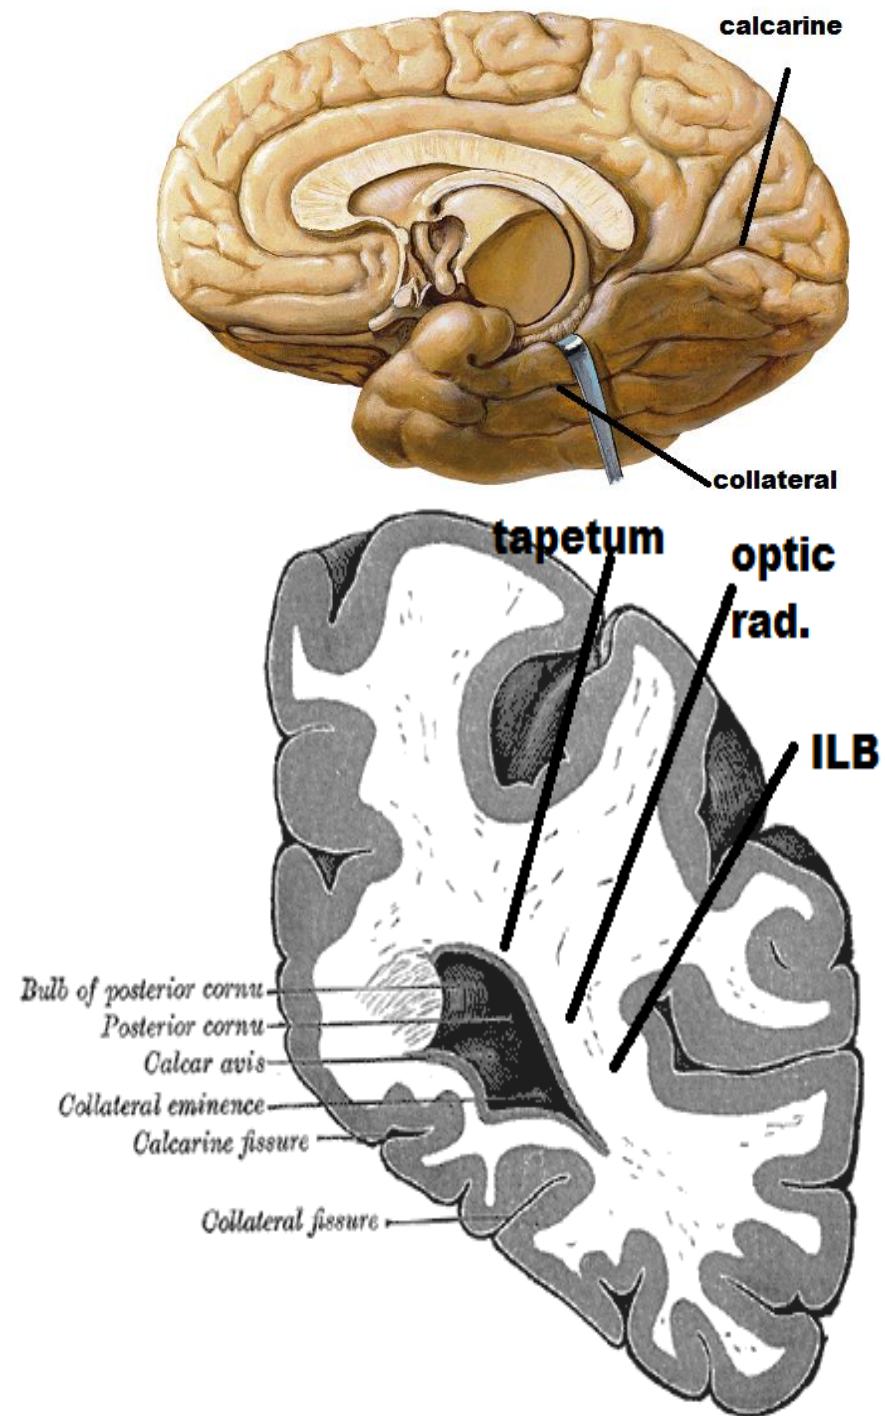 calcarine
collateral
tapetum
optic
rad.
ILB
Bulb of posterior cornu
Posterior cornu
Calcar avis
Collateral eminence
Calcarine fissure
Collateral fissure